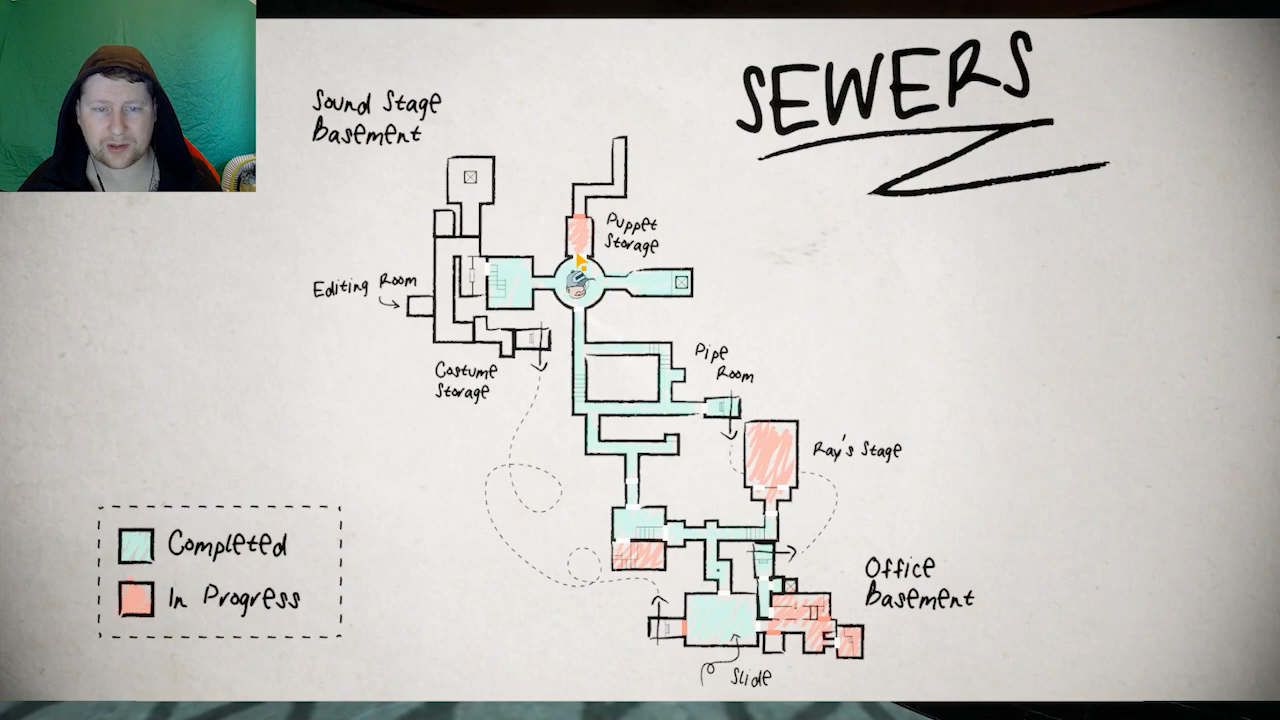 SEWERS
Sound Stage
Basement
Puppet
Storage
Editing Room
Costume
Storage
Pipe
Room
Ray's Stage
Completed
In Progress
Office
Basement
Slide